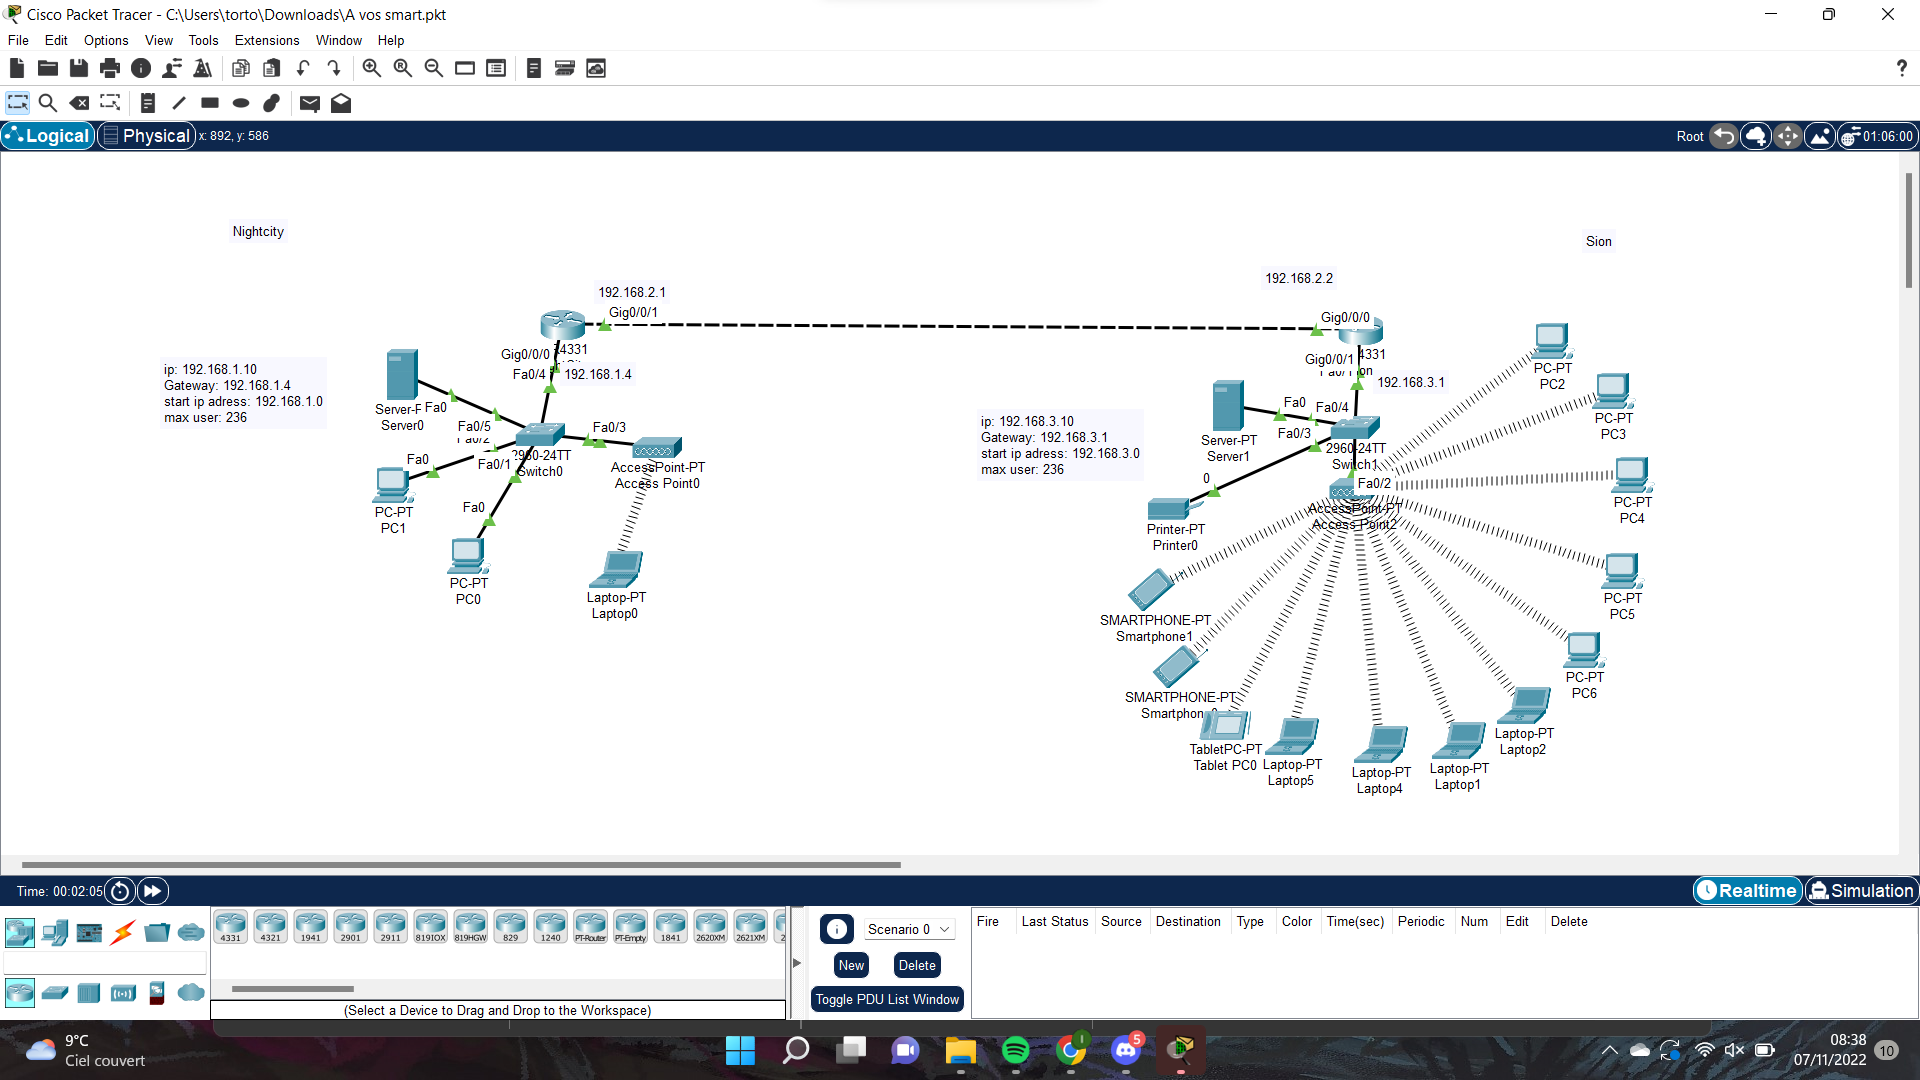 Cisco Packet Tracer - C:\Users\torto\Downloads\A vos smart.pkt
File Edit Options View Tools Extensions Window Help
Logical Physical x: 892, y: 586
Root 01:06:00
Nightcity
Sion
192.168.2.2
192.168.2.1
Gig0/0/1
Gig0/0/0
4331
Gig0/0/0
Fa0/4
192.168.1.4
ip: 192.168.1.10
Gateway: 192.168.1.4
start ip adress: 192.168.1.0
max user: 236
Server0
Fa0
Fa0/5
Fa0/2
Fa0/1
Fa0/3
2960-24TT
Switch0
AccessPoint-PT
Access Point0
Fa0
PC-PT
PC1
Fa0
PC-PT
PC0
Laptop-PT
Laptop0
Gig0/0/1
4331
192.168.3.1
ip: 192.168.3.10
Gateway: 192.168.3.1
start ip adress: 192.168.3.0
max user: 236
Fa0
Fa0/4
Fa0/3
Server-PT
Server1
2960-24TT
Switch1
Fa0/2
AccessPoint-PT
Access Point2
0
Printer-PT
Printer0
SMARTPHONE-PT
Smartphone1
SMARTPHONE-PT
TabletPC-PT
Tablet PC0
Laptop-PT
Laptop5
Laptop-PT
Laptop4
Laptop-PT
Laptop1
Laptop-PT
Laptop2
PC-PT
PC2
PC-PT
PC3
PC-PT
PC4
PC-PT
PC5
PC-PT
PC6
Time: 00:02:05
Realtime Simulation
4331 4321 1941 2901 2911 819IOX 819HGW 829 1240 PT-Router PT-Empty 1841 2620XM 2621XM
(Select a Device to Drag and Drop to the Workspace)
Scenario 0
New Delete
Toggle PDU List Window
Fire Last Status Source Destination Type Color Time(sec) Periodic Num Edit Delete
9°C
Ciel couvert
5
08:38
07/11/2022
10